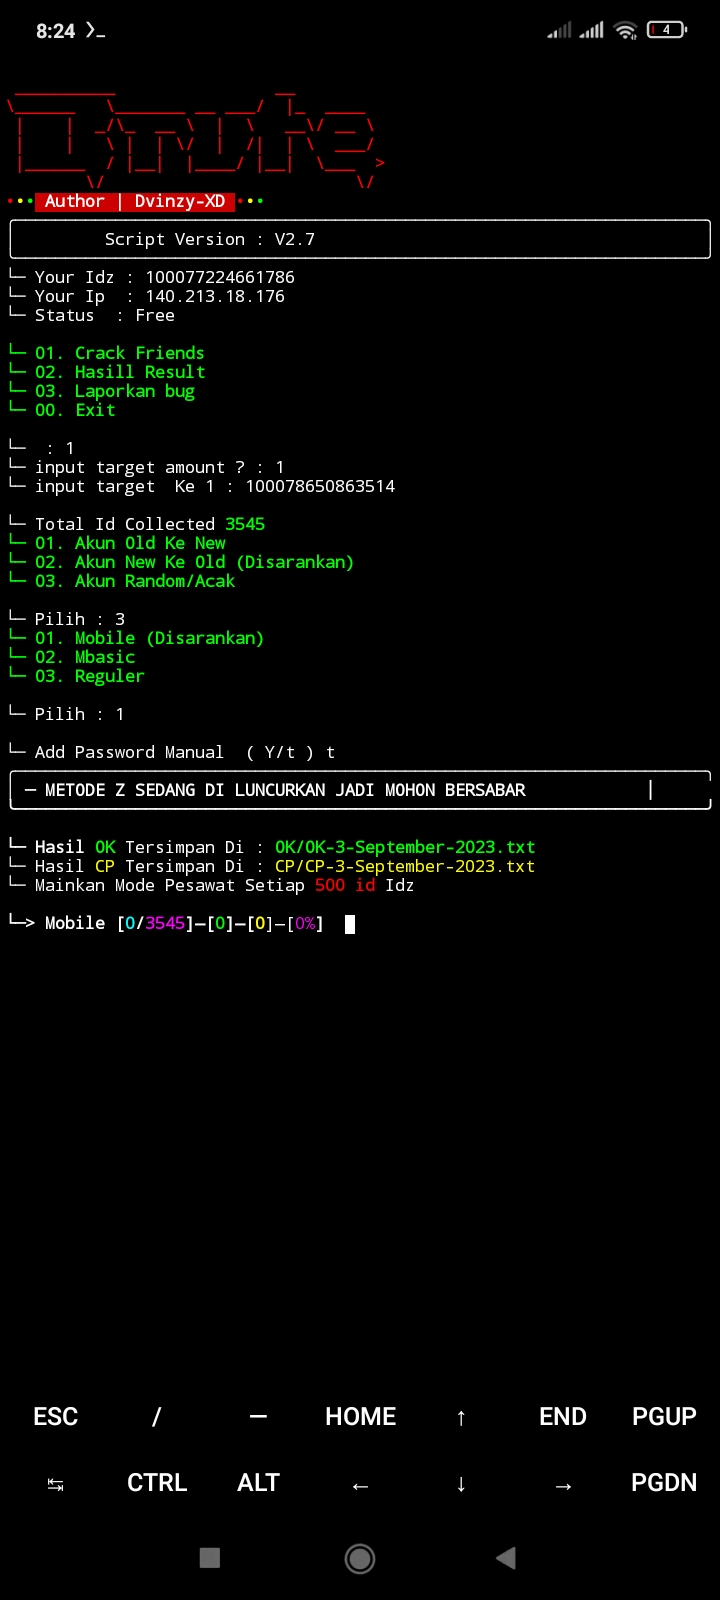 8:24
4
Brute
Author | Dvinzy-XD
Script Version : V2.7
└─ Your Idz : 100077224661786
└─ Your Ip  : 140.213.18.176
└─ Status  : Free
└─ 01. Crack Friends
└─ 02. Hasill Result
└─ 03. Laporkan bug
└─ 00. Exit
└─  : 1
└─ input target amount ? : 1
└─ input target  Ke 1 : 100078650863514
└─ Total Id Collected 3545
└─ 01. Akun Old Ke New
└─ 02. Akun New Ke Old (Disarankan)
└─ 03. Akun Random/Acak
└─ Pilih : 3
└─ 01. Mobile (Disarankan)
└─ 02. Mbasic
└─ 03. Reguler
└─ Pilih : 1
└─ Add Password Manual  ( Y/t ) t
─ METODE Z SEDANG DI LUNCURKAN JADI MOHON BERSABAR
└─ Hasil OK Tersimpan Di : OK/OK-3-September-2023.txt
└─ Hasil CP Tersimpan Di : CP/CP-3-September-2023.txt
└─ Mainkan Mode Pesawat Setiap 500 id Idz
└─> Mobile [0/3545]─[0]─[0]─[0%]
ESC / ─ HOME ↑ END PGUP
↹ CTRL ALT ← ↓ → PGDN